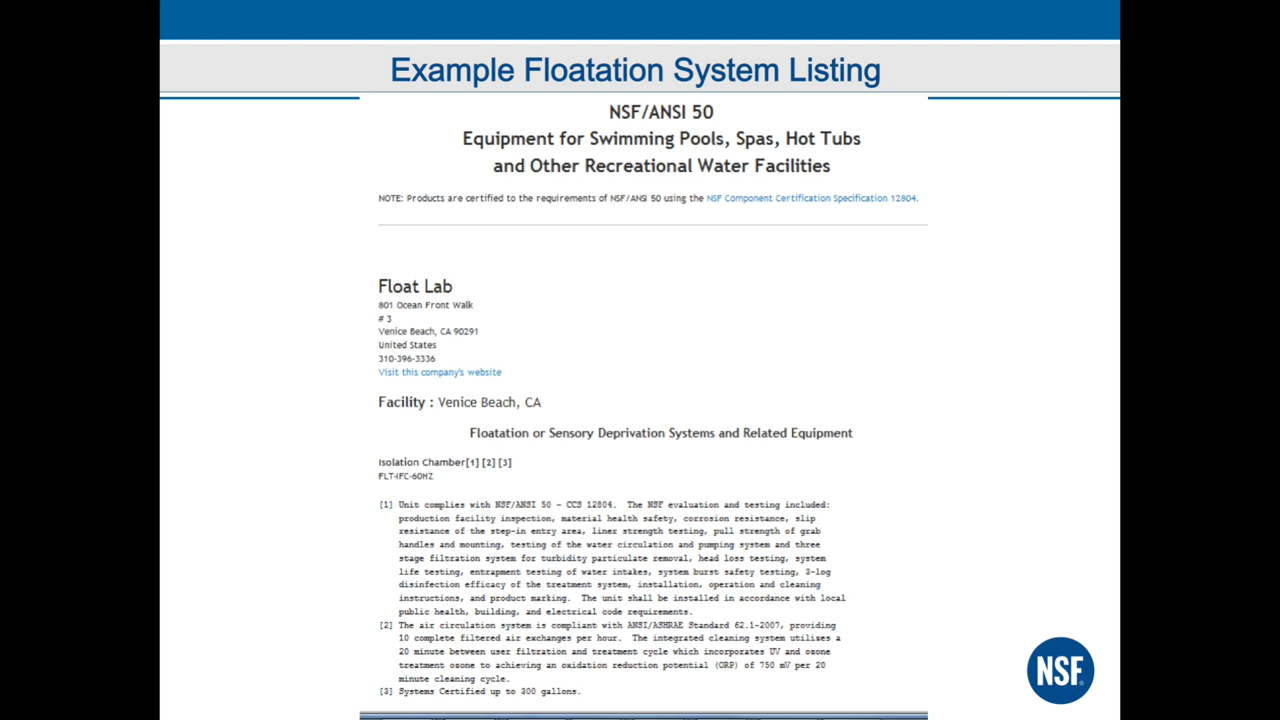 Example Floatation System Listing
NSF/ANSI 50
Equipment for Swimming Pools, Spas, Hot Tubs
and Other Recreational Water Facilities
NOTE: Products are certified to the requirements of NSF/ANSI 50 using the NSF Component Certification Specification 12804.
Float Lab
801 Ocean Front Walk
# 3
Venice Beach, CA 90291
United States
310-396-3336
Visit this company's website
Facility : Venice Beach, CA
Floatation or Sensory Deprivation Systems and Related Equipment
Isolation Chamber[1] [2] [3]
FLT-IFC-60HZ
[1] Unit complies with NSF/ANSI 50 - CCS 12804. The NSF evaluation and testing included:
production facility inspection, material health safety, corrosion resistance, slip
resistance of the step-in entry area, liner strength testing, pull strength of grab
handles and mounting, testing of the water circulation and pumping system and three
stage filtration system for turbidity particulate removal, head loss testing, system
life testing, entrapment testing of water intakes, system burst safety testing, 3-log
disinfection efficacy of the treatment system, installation, operation and cleaning
instructions, and product marking. The unit shall be installed in accordance with local
public health, building, and electrical code requirements.
[2] The air circulation system is compliant with ANSI/ASHRAE Standard 62.1-2007, providing
10 complete filtered air exchanges per hour. The integrated cleaning system utilizes a
20 minute between user filtration and treatment cycle which incorporates UV and ozone
treatment ozone to achieving an oxidation reduction potential (ORP) of 750 mV per 20
minute cleaning cycle.
[3] Systems Certified up to 300 gallons.
NSF